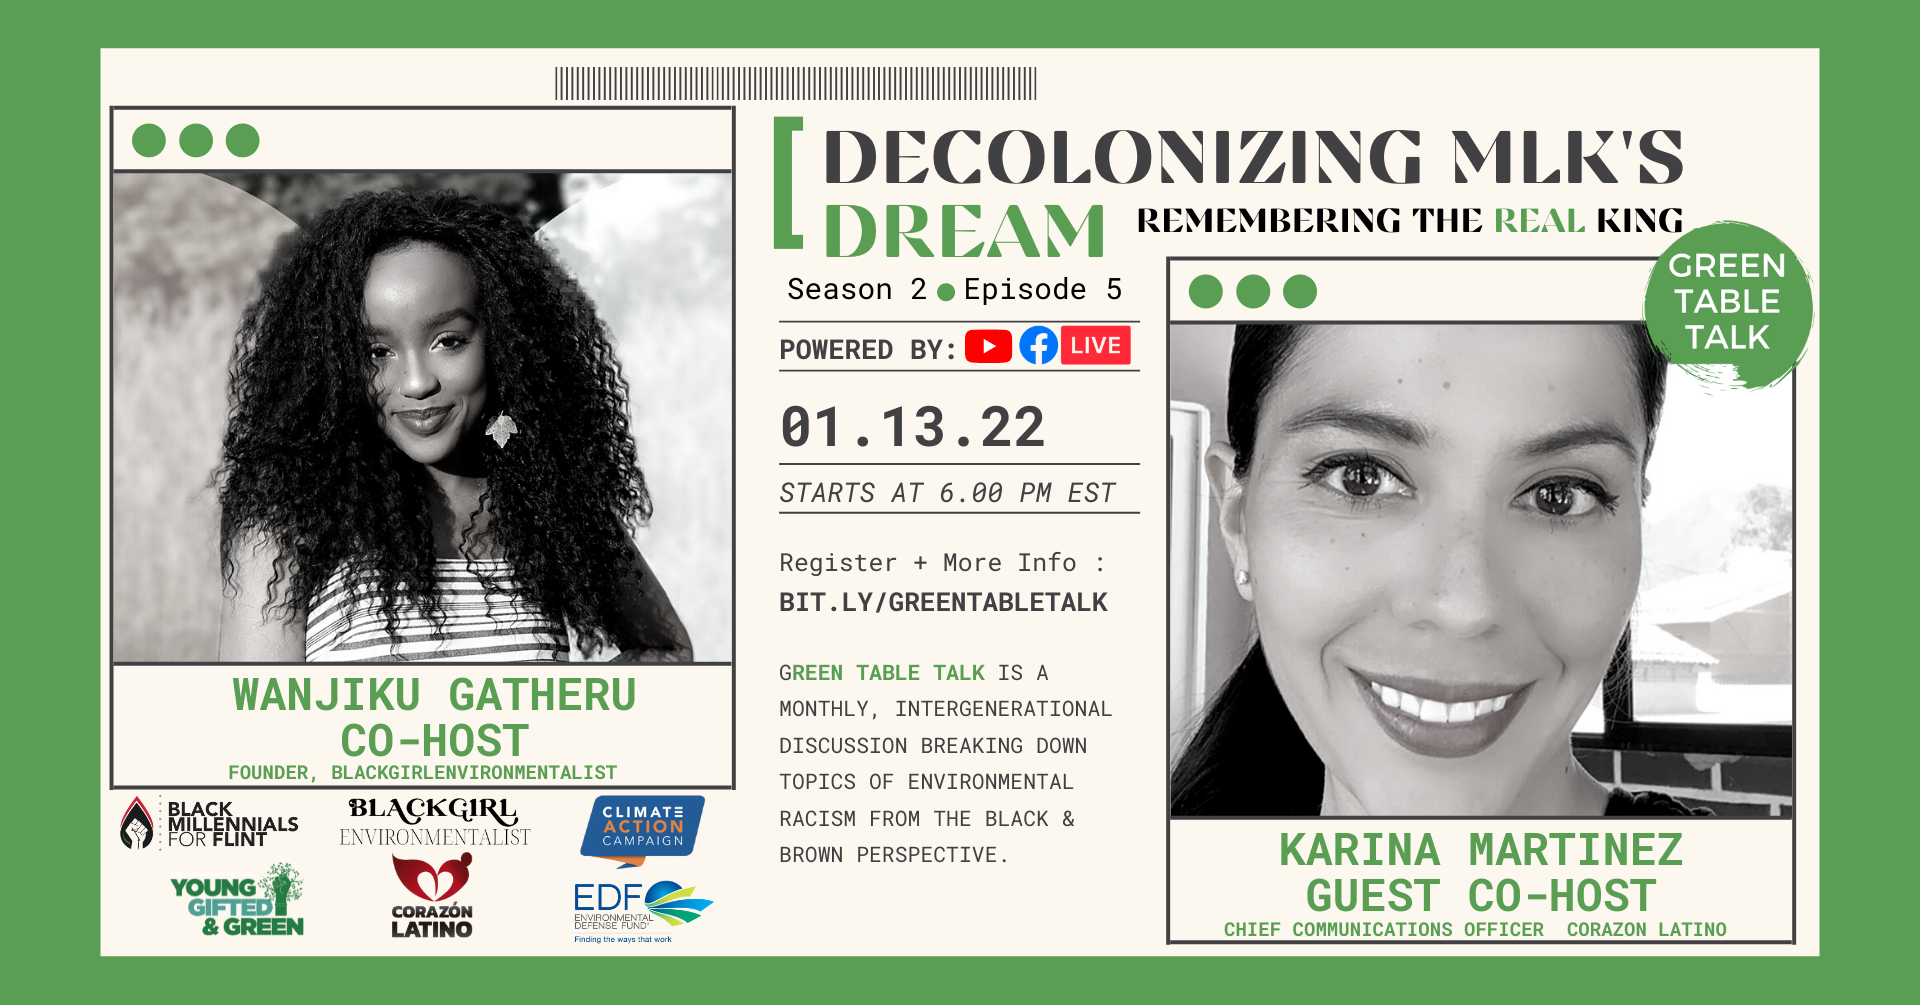 DECOLONIZING MLK'S
DREAM
REMEMBERING THE REAL KING
GREEN
TABLE
TALK
Season 2 Episode 5
POWERED BY:
LIVE
01.13.22
STARTS AT 6.00 PM EST
Register + More Info :
BIT.LY/GREENTABLETALK
GREEN TABLE TALK IS A
MONTHLY, INTERGENERATIONAL
DISCUSSION BREAKING DOWN
TOPICS OF ENVIRONMENTAL
RACISM FROM THE BLACK &
BROWN PERSPECTIVE.
WANJIKU GATHERU
CO-HOST
FOUNDER, BLACKGIRLENVIRONMENTALIST
BLACK
MILLENNIALS
FOR FLINT
BLACKGIRL
ENVIRONMENTALIST
CLIMATE
ACTION
CAMPAIGN
YOUNG
GIFTED
& GREEN
CORAZÓN
LATINO
EDF
ENVIRONMENTAL
DEFENSE FUND®
Finding the ways that work
KARINA MARTINEZ
GUEST CO-HOST
CHIEF COMMUNICATIONS OFFICER CORAZON LATINO